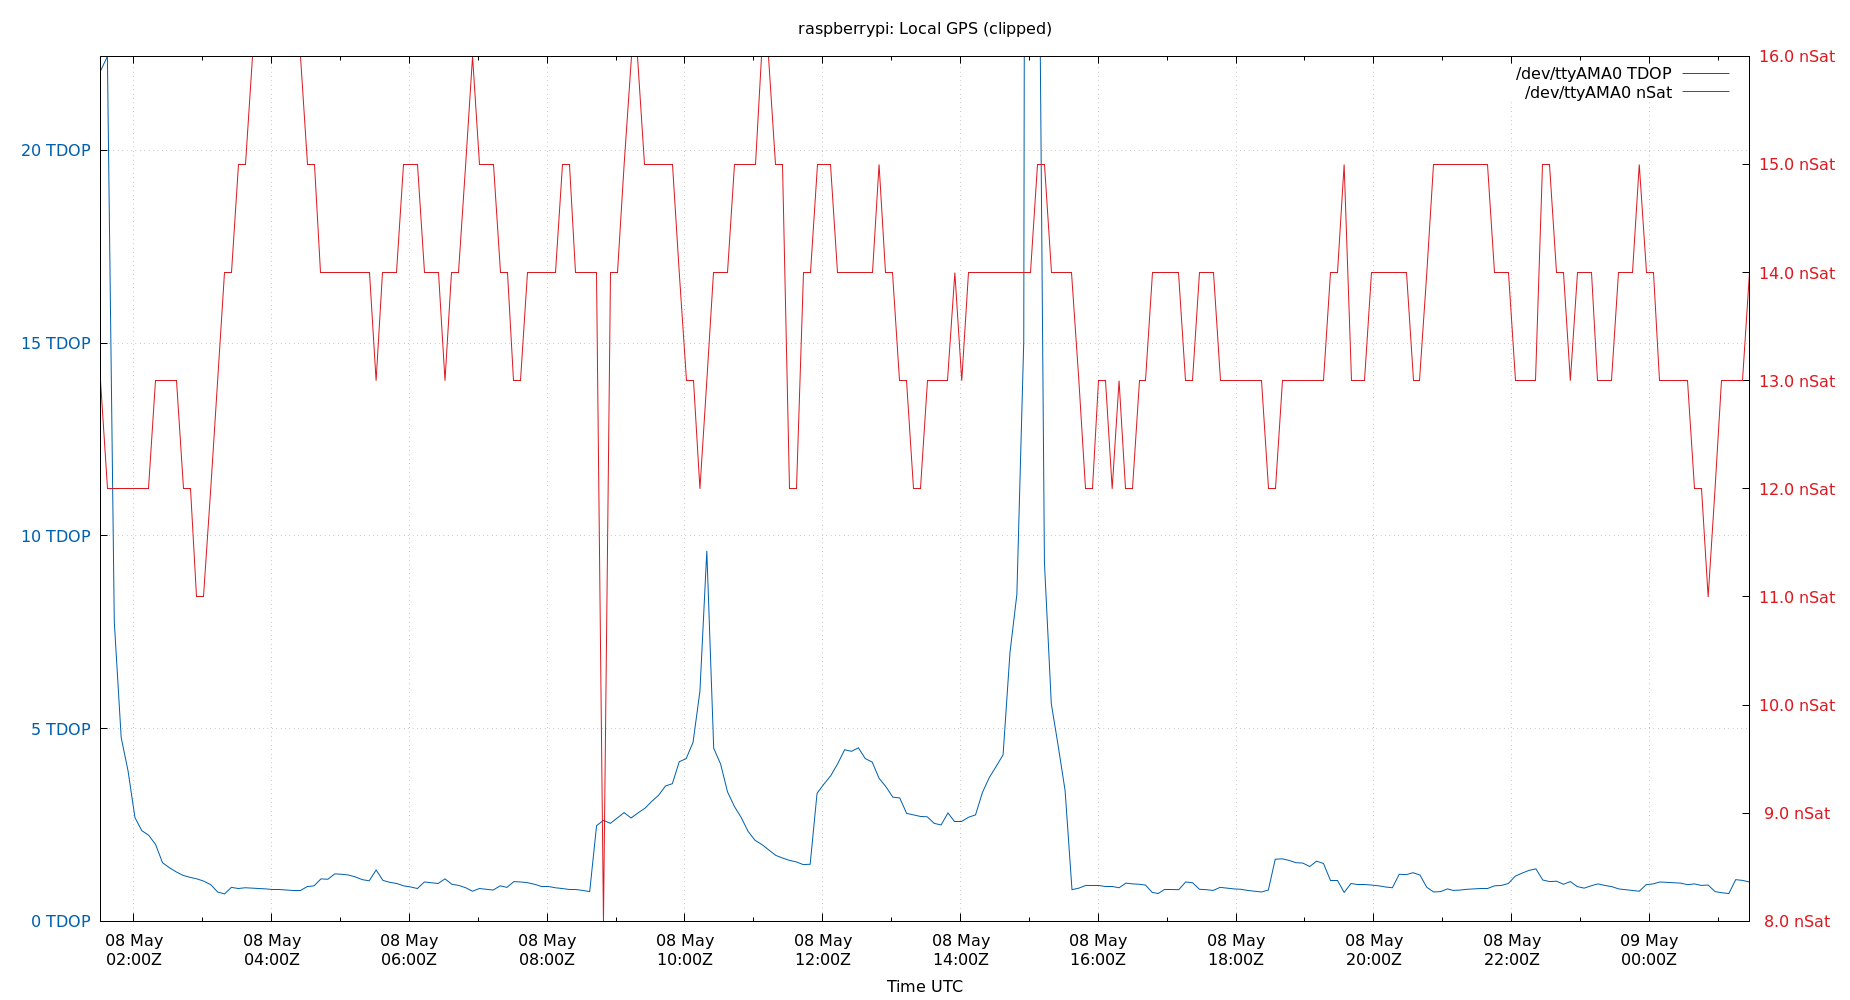 raspberrypi: Local GPS (clipped)
/dev/ttyAMA0 TDOP
/dev/ttyAMA0 nSat
20 TDOP
15 TDOP
10 TDOP
5 TDOP
0 TDOP
16.0 nSat
15.0 nSat
14.0 nSat
13.0 nSat
12.0 nSat
11.0 nSat
10.0 nSat
9.0 nSat
8.0 nSat
08 May 08 May 08 May 08 May 08 May 08 May 08 May 08 May 08 May 08 May 08 May 09 May
02:00Z 04:00Z 06:00Z 08:00Z 10:00Z 12:00Z 14:00Z 16:00Z 18:00Z 20:00Z 22:00Z 00:00Z
Time UTC